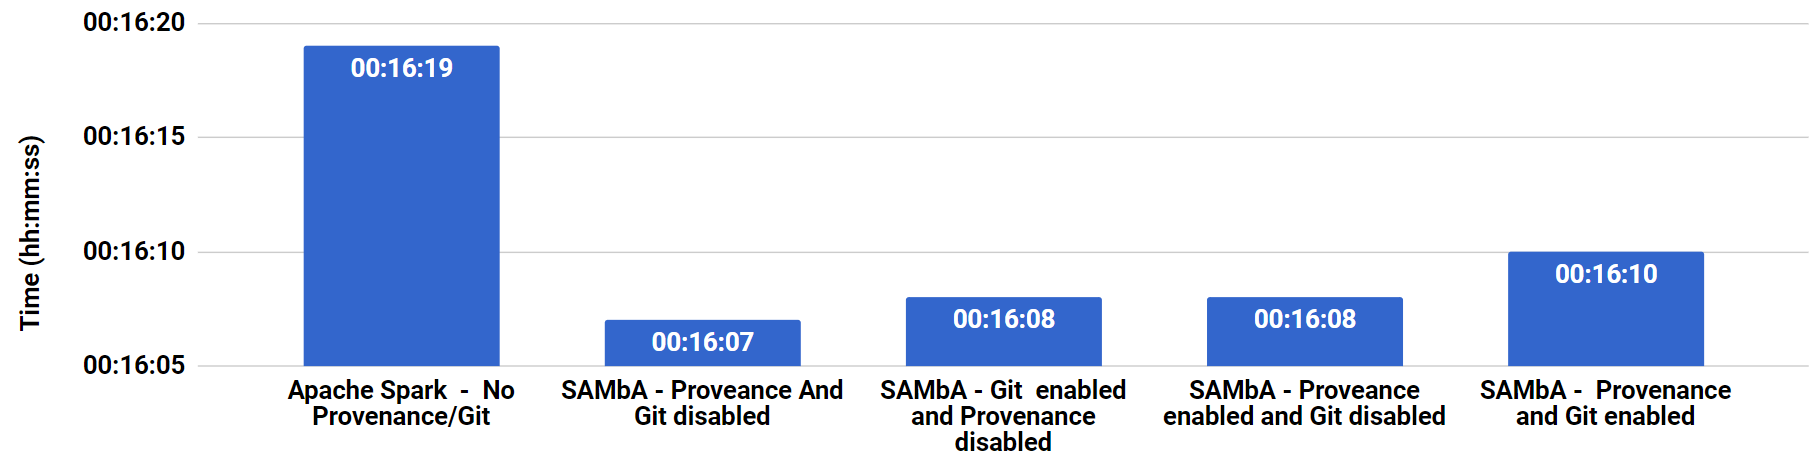 00:16:20
00:16:15
00:16:10
00:16:05
Time (hh:mm:ss)
00:16:19
00:16:07
00:16:08
00:16:08
00:16:10
Apache Spark - No
Provenance/Git
SAMbA - Proveance And
Git disabled
SAMbA - Git enabled
and Provenance
disabled
SAMbA - Proveance
enabled and Git disabled
SAMbA - Provenance
and Git enabled